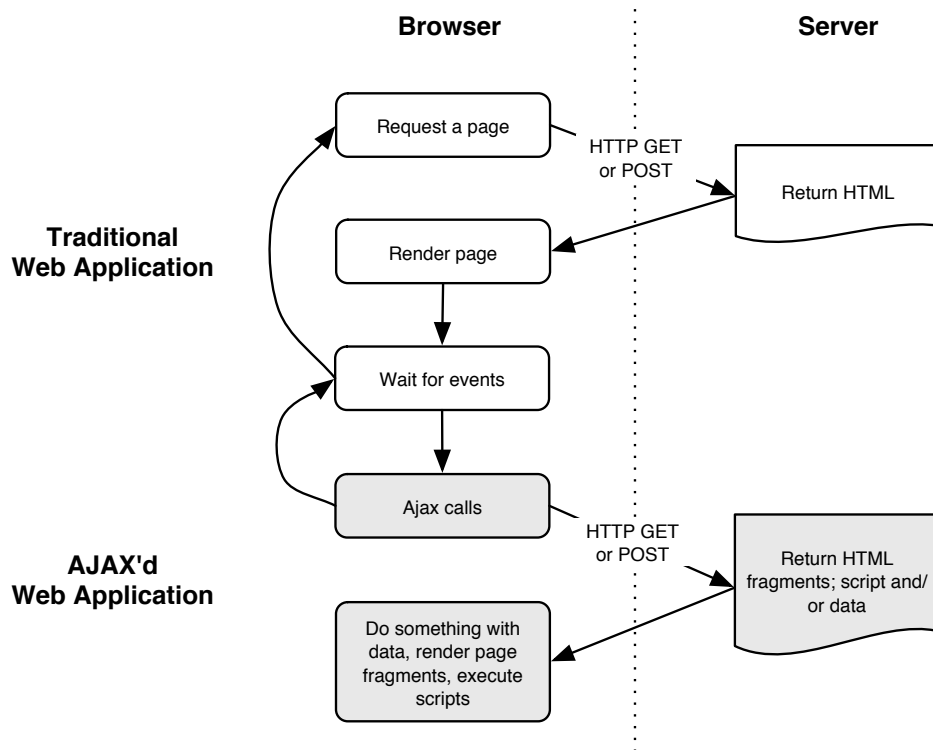 Browser
Server
Request a page
HTTP GET
or POST
Return HTML
Traditional
Web Application
Render page
Wait for events
Ajax calls
HTTP GET
or POST
Return HTML
fragments; script and/
or data
AJAX'd
Web Application
Do something with
data, render page
fragments, execute
scripts